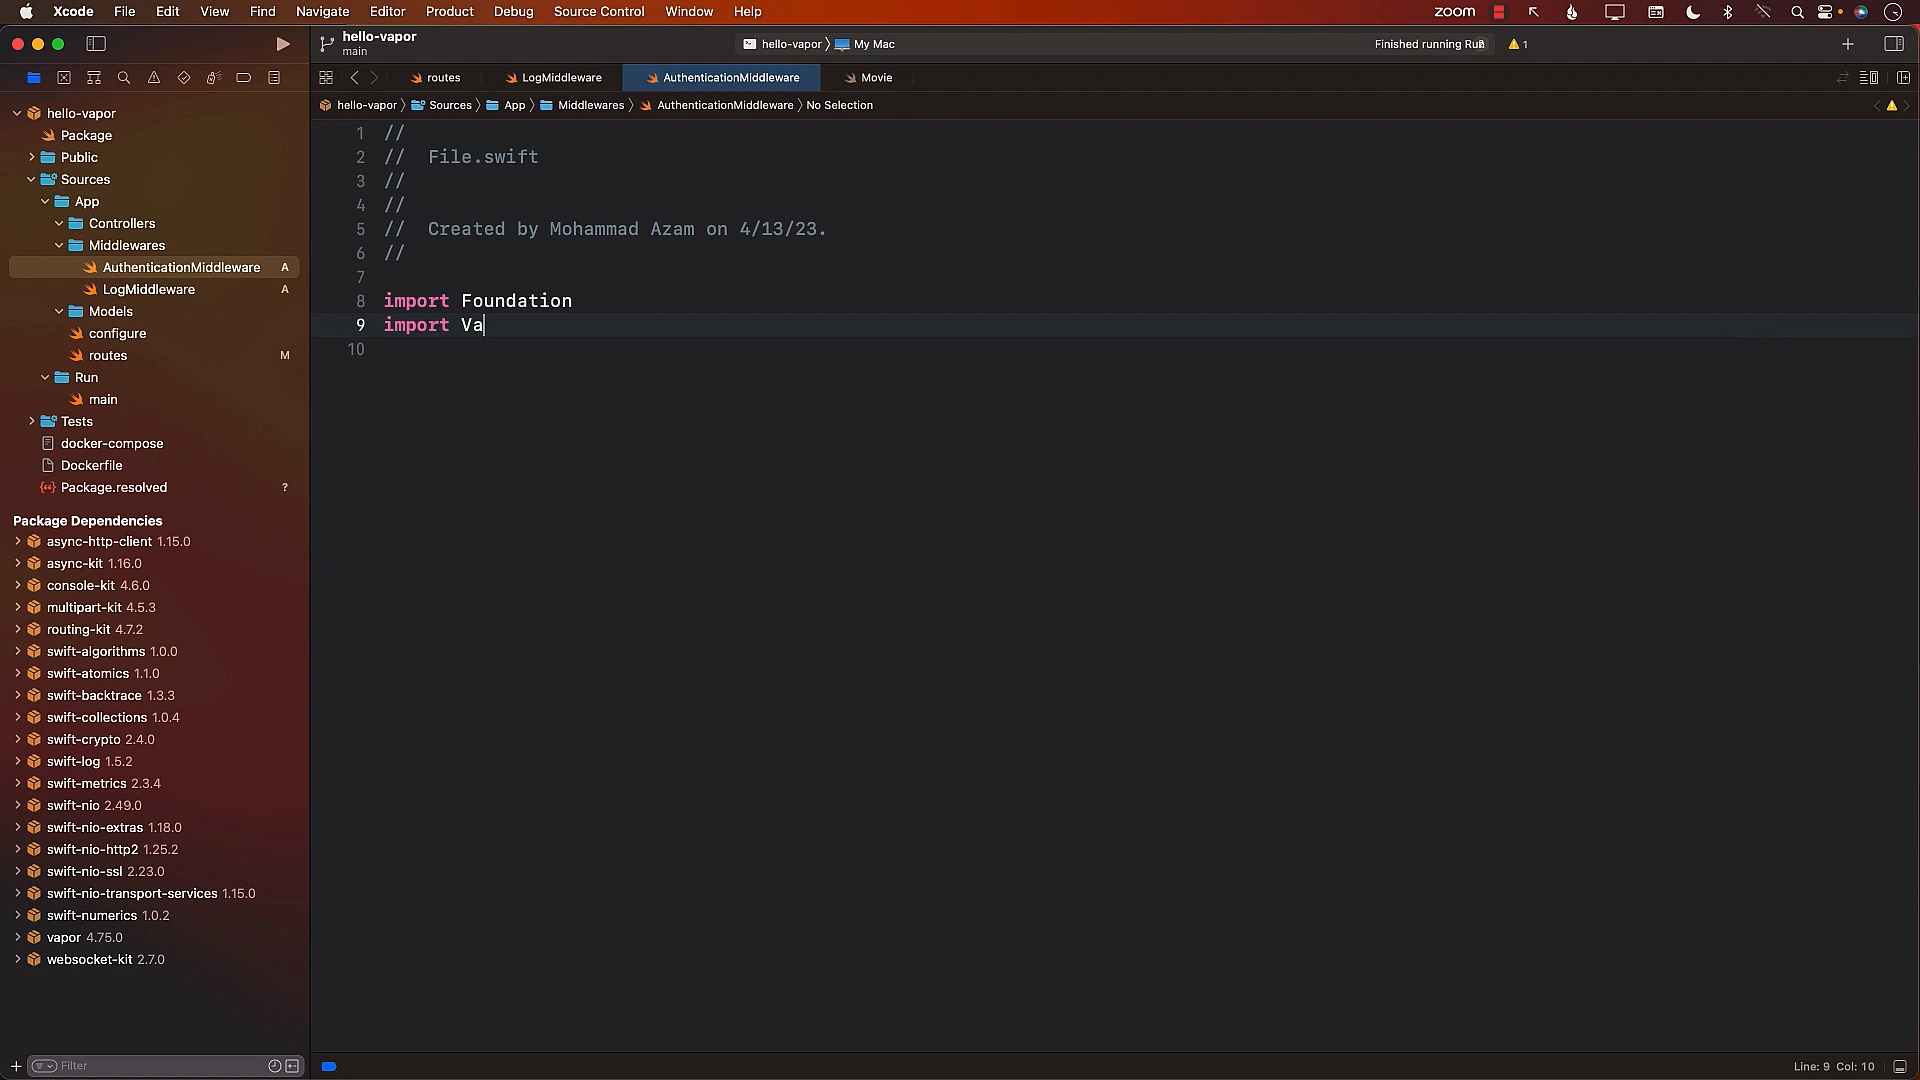 Xcode File Edit View Find Navigate Editor Product Debug Source Control Window Help
zoom
hello-vapor
main
hello-vapor 〉 My Mac
Finished running
1
routes
LogMiddleware
AuthenticationMiddleware
Movie
hello-vapor 〉 Sources 〉 App 〉 Middlewares 〉 AuthenticationMiddleware 〉 No Selection
hello-vapor
Package
Public
Sources
App
Controllers
Middlewares
AuthenticationMiddleware A
LogMiddleware A
Models
configure
routes M
Run
main
Tests
docker-compose
Dockerfile
Package.resolved ?
Package Dependencies
async-http-client 1.15.0
async-kit 1.16.0
console-kit 4.6.0
multipart-kit 4.5.3
routing-kit 4.7.2
swift-algorithms 1.0.0
swift-atomics 1.1.0
swift-backtrace 1.3.3
swift-collections 1.0.4
swift-crypto 2.4.0
swift-log 1.5.2
swift-metrics 2.3.4
swift-nio 2.49.0
swift-nio-extras 1.18.0
swift-nio-http2 1.25.2
swift-nio-ssl 2.23.0
swift-nio-transport-services 1.15.0
swift-numerics 1.0.2
vapor 4.75.0
websocket-kit 2.7.0
Filter
1 //
2 // File.swift
3 //
4 //
5 // Created by Mohammad Azam on 4/13/23.
6 //
7
8 import Foundation
9 import Va
10
Line: 9 Col: 10